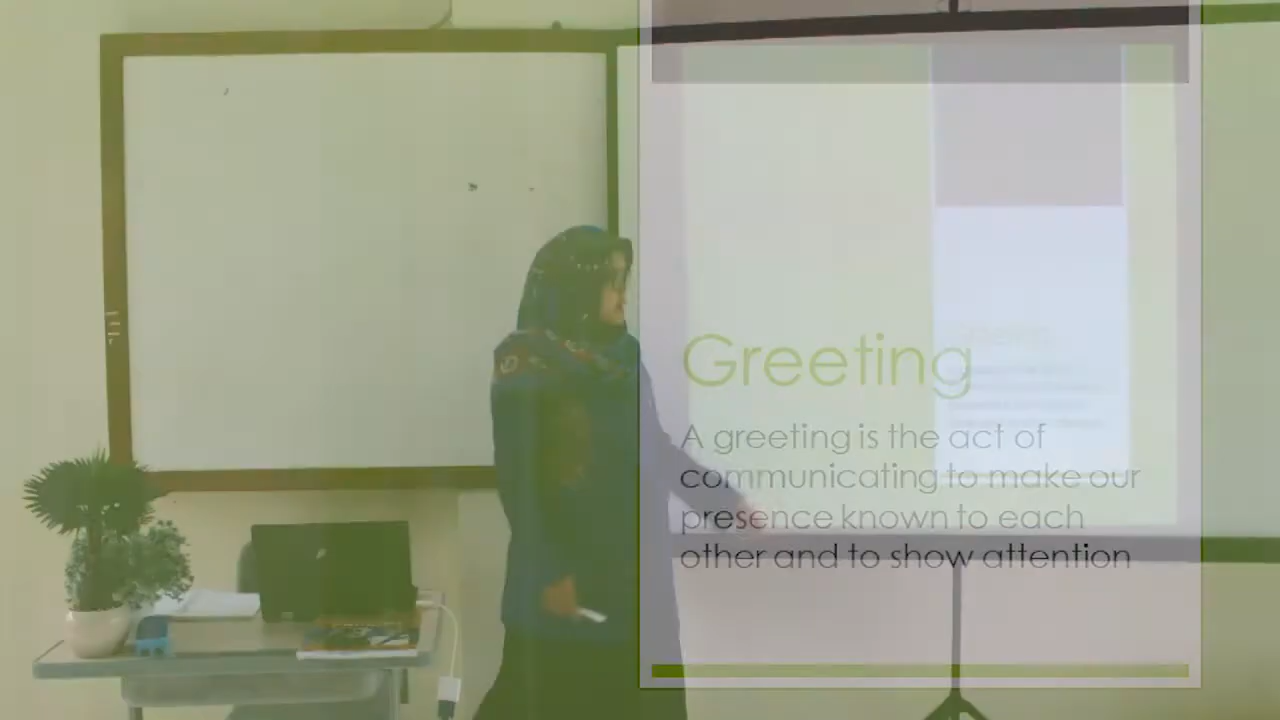 Greeting
A greeting is the act of
communicating to make our
presence known to each
other and to show attention